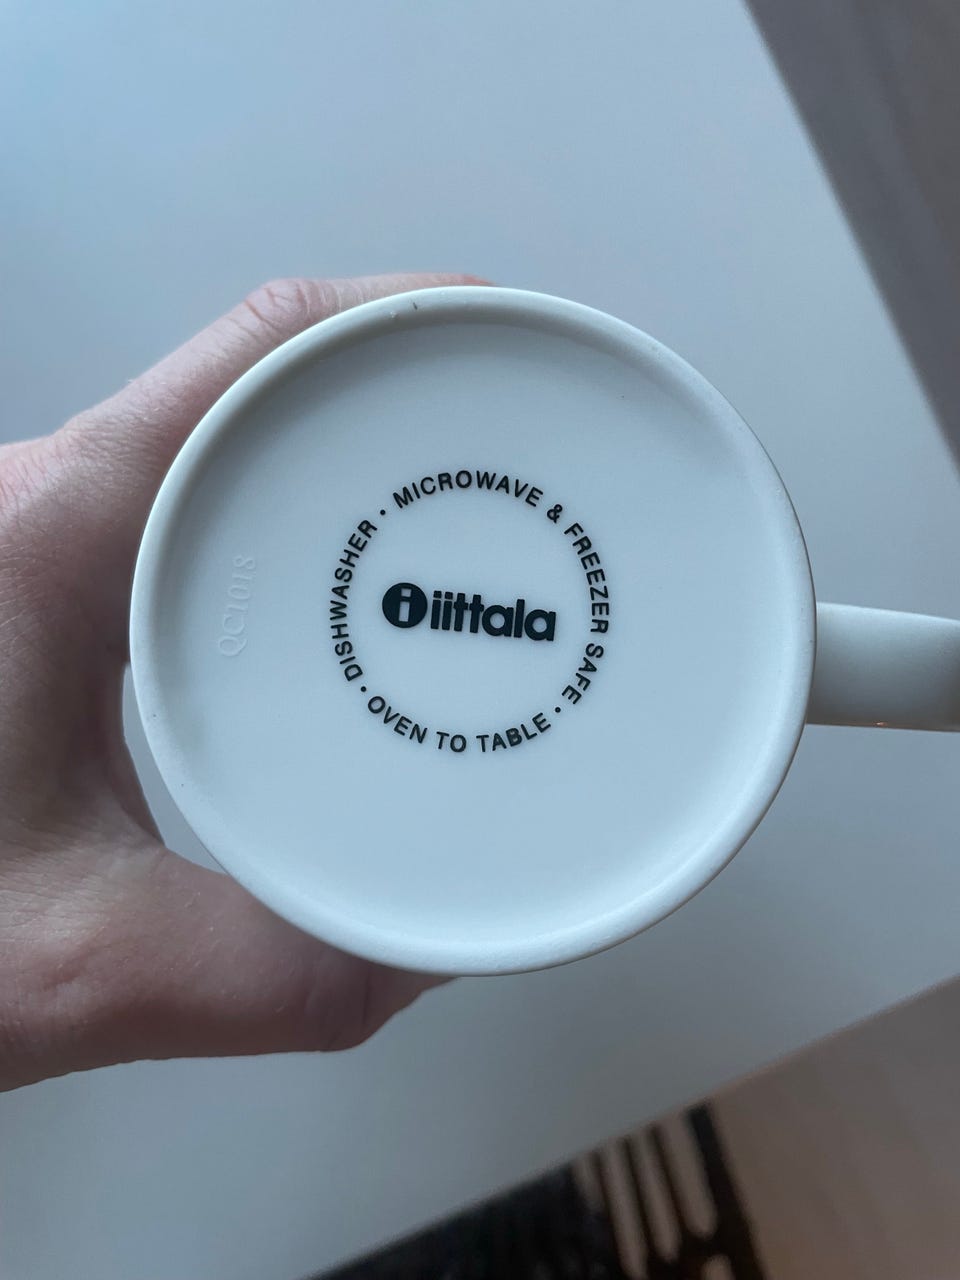 DISHWASHER • MICROWAVE & FREEZER SAFE • OVEN TO TABLE •
i iittala
QC1018